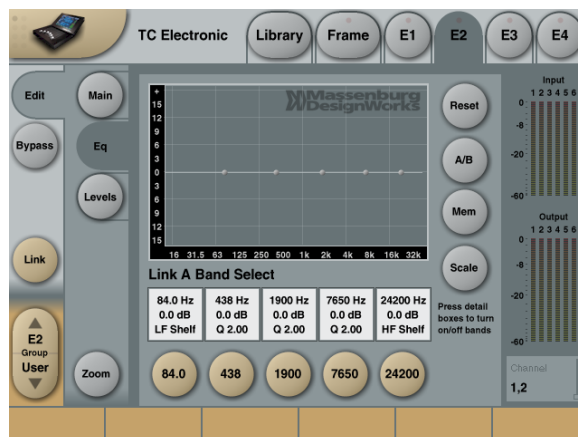 TC Electronic
Library
Frame
E1
E2
E3
E4
Edit
Main
Bypass
Eq
Levels
Link
E2
Group
User
Zoom
Massenburg
DesignWorks
+
15
12
9
6
3
0
3
6
9
12
15
16 31.5 63 125 250 500 1k 2k 4k 8k 16k 32k
Link A Band Select
84.0 Hz
0.0 dB
LF Shelf
438 Hz
0.0 dB
Q 2.00
1900 Hz
0.0 dB
Q 2.00
7650 Hz
0.0 dB
Q 2.00
24200 Hz
0.0 dB
HF Shelf
84.0
438
1900
7650
24200
Reset
A/B
Mem
Scale
Press detail
boxes to turn
on/off bands
Input
1 2 3 4 5 6
0
-8
-20
-60
Output
1 2 3 4 5 6
0
-8
-20
-60
Channel
1,2